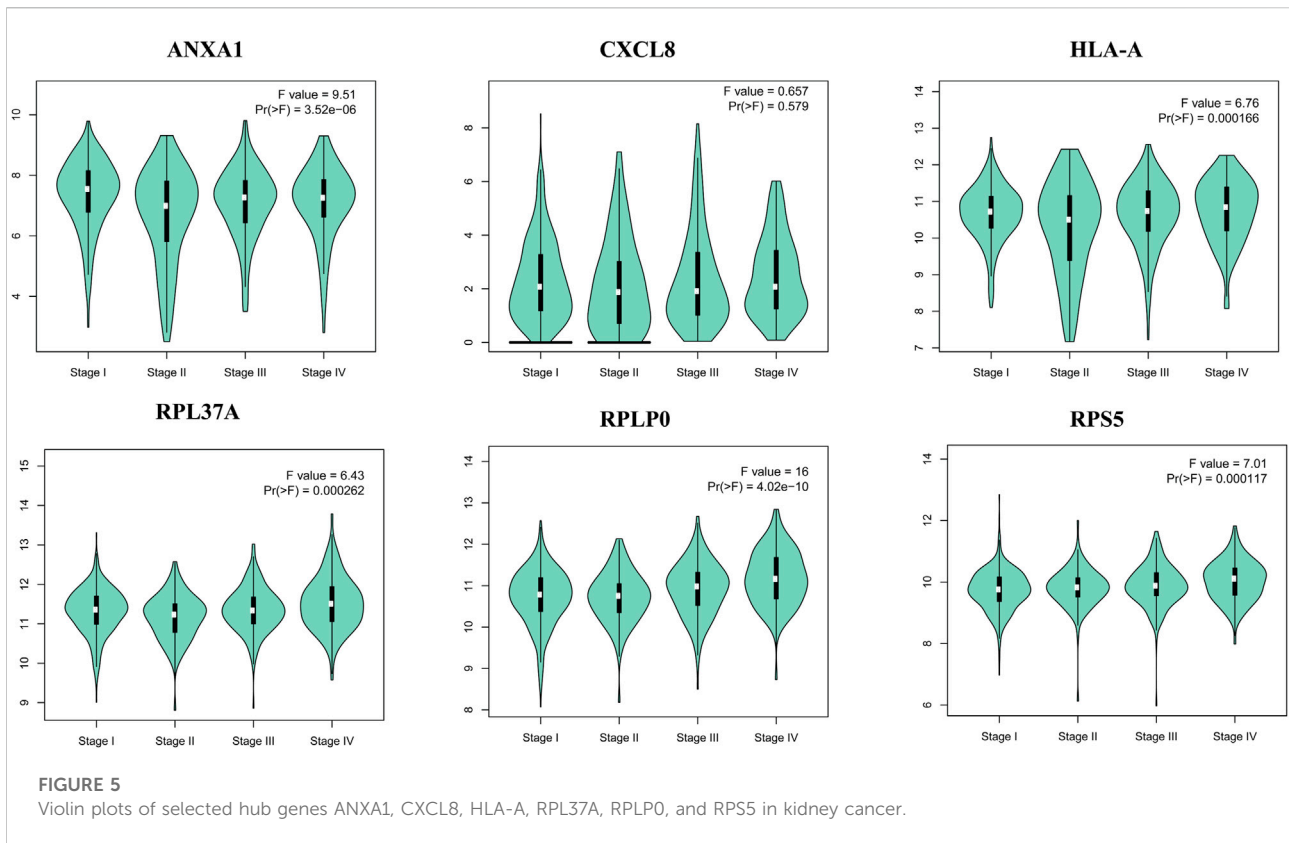 ANXA1
F value = 9.51
Pr(>F) = 3.52e−06
10
8
6
4
Stage I
Stage II
Stage III
Stage IV
CXCL8
F value = 0.657
Pr(>F) = 0.579
8
6
4
2
0
Stage I
Stage II
Stage III
Stage IV
HLA-A
F value = 6.76
Pr(>F) = 0.000166
14
13
12
11
10
9
8
7
Stage I
Stage II
Stage III
Stage IV
RPL37A
F value = 6.43
Pr(>F) = 0.000262
15
14
13
12
11
10
9
Stage I
Stage II
Stage III
Stage IV
RPLP0
F value = 16
Pr(>F) = 4.02e−10
14
13
12
11
10
9
8
Stage I
Stage II
Stage III
Stage IV
RPS5
F value = 7.01
Pr(>F) = 0.000117
14
12
10
8
6
Stage I
Stage II
Stage III
Stage IV
FIGURE 5
Violin plots of selected hub genes ANXA1, CXCL8, HLA-A, RPL37A, RPLP0, and RPS5 in kidney cancer.